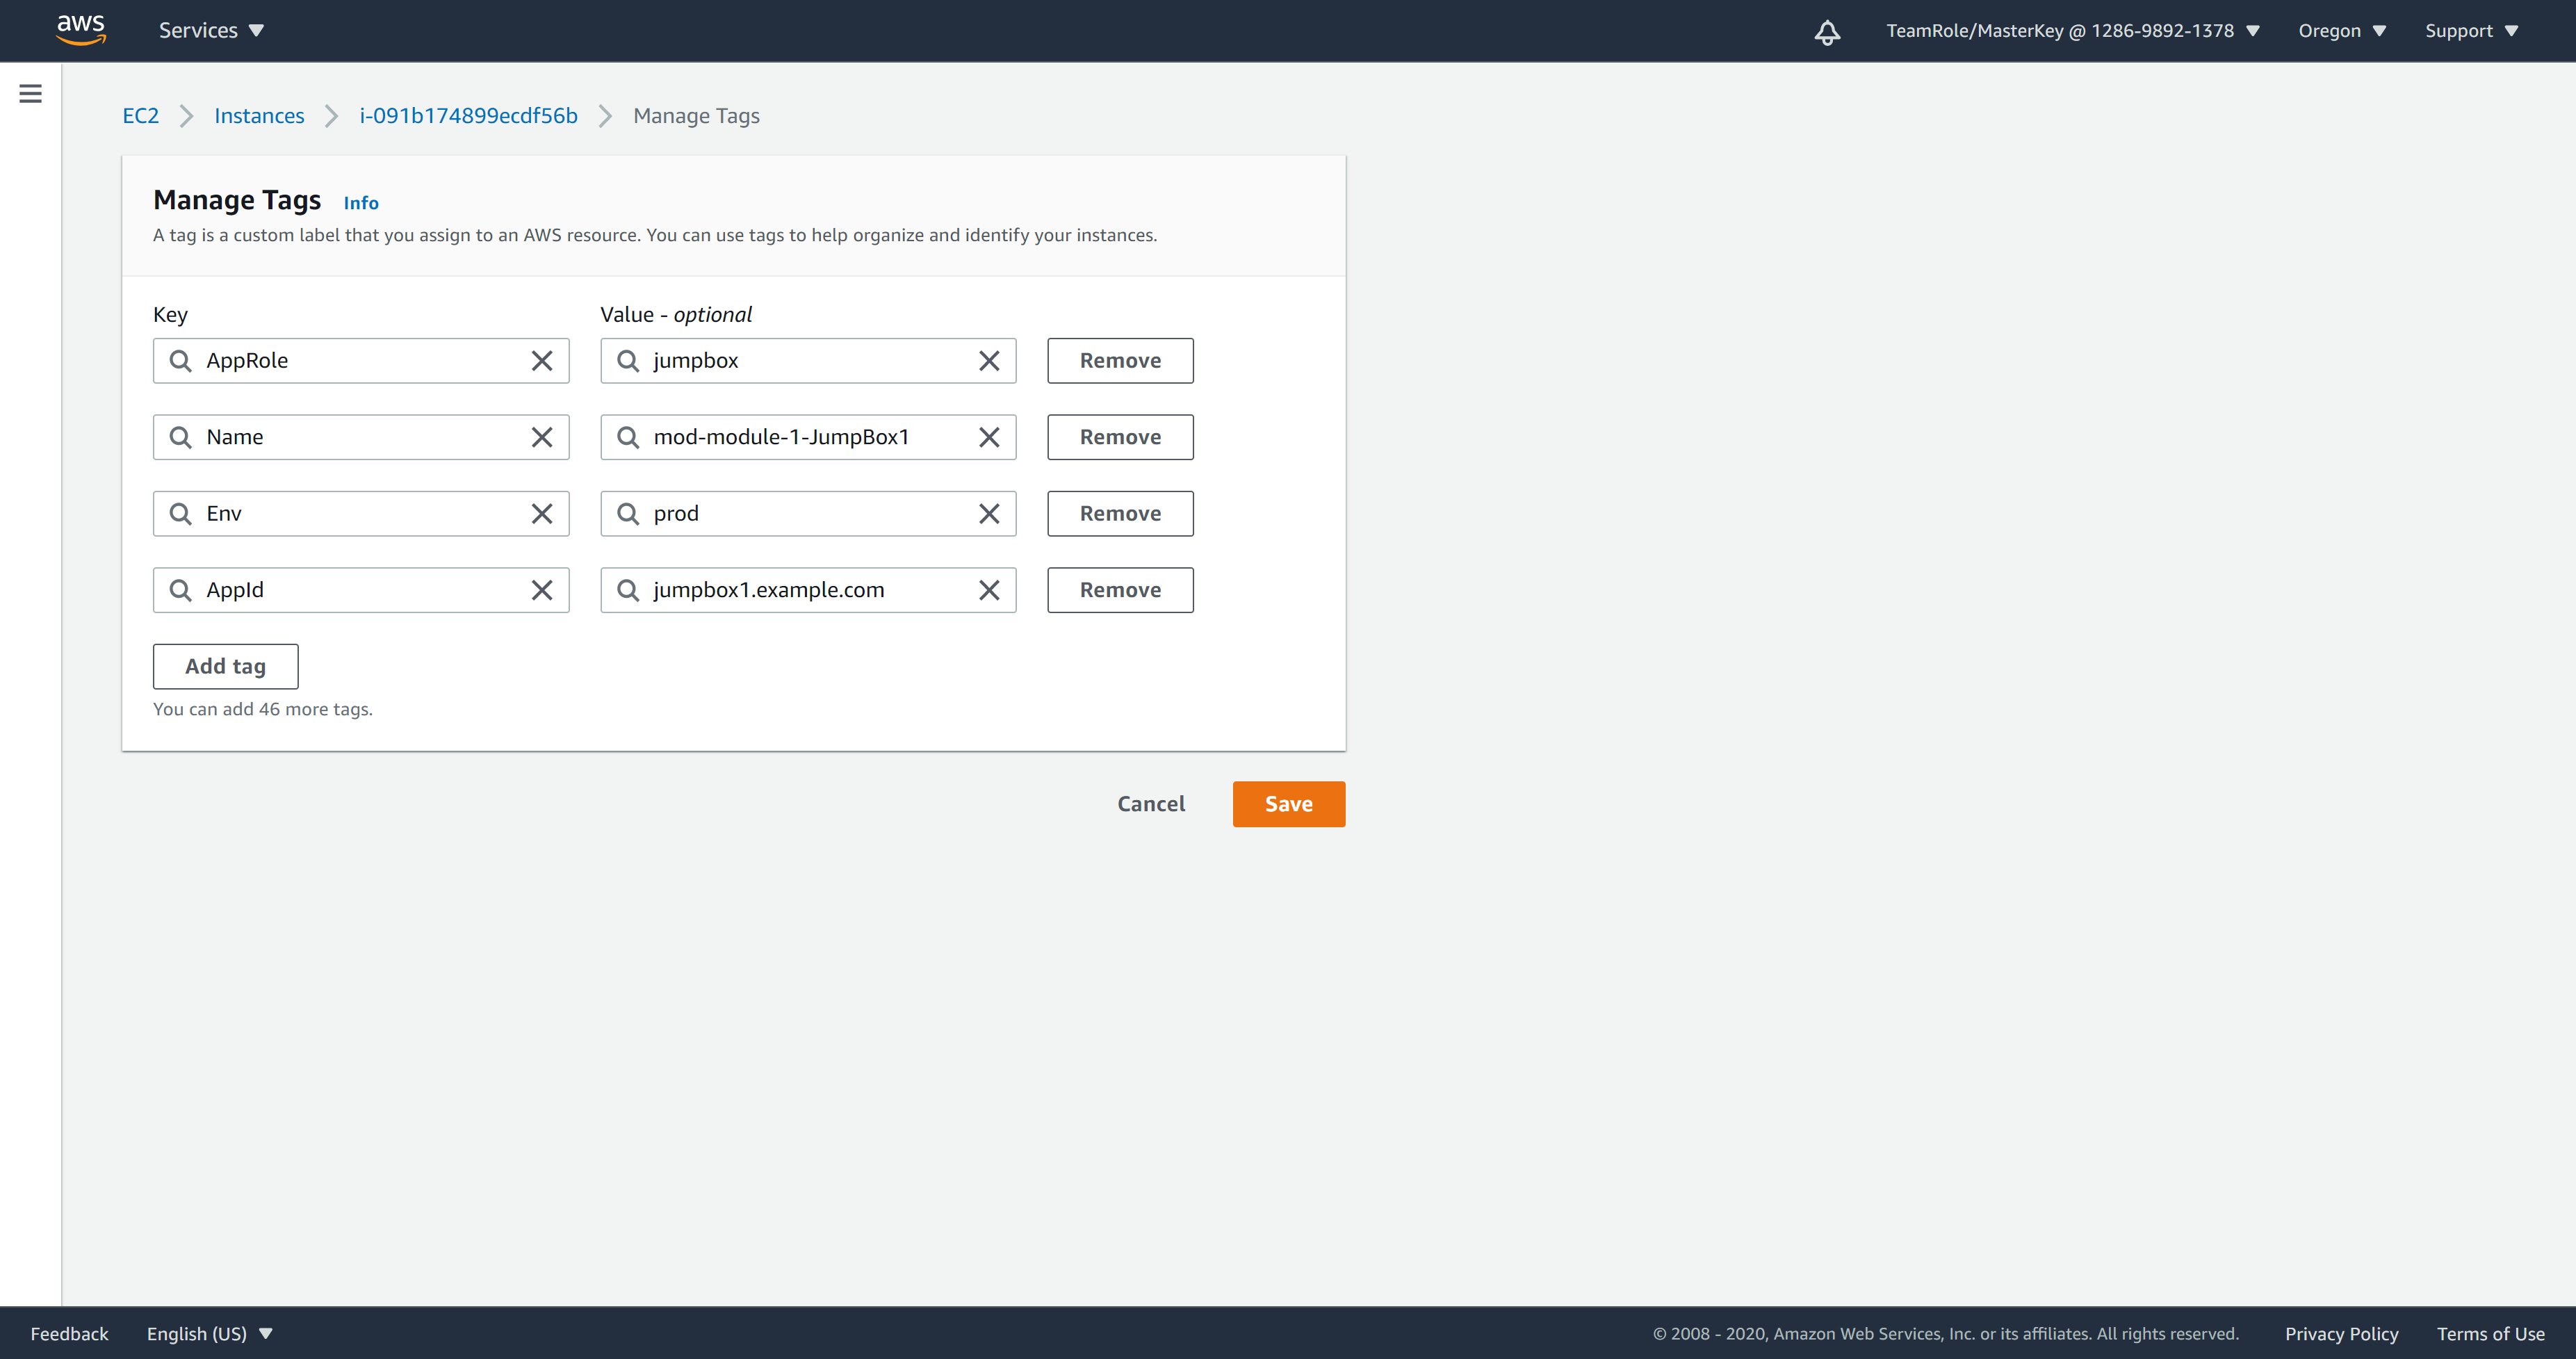 aws Services TeamRole/MasterKey @ 1286-9892-1378 Oregon Support
EC2 Instances i-091b174899ecdf56b Manage Tags
Manage Tags Info
A tag is a custom label that you assign to an AWS resource. You can use tags to help organize and identify your instances.
Key Value - optional
AppRole jumpbox Remove
Name mod-module-1-JumpBox1 Remove
Env prod Remove
AppId jumpbox1.example.com Remove
Add tag
You can add 46 more tags.
Cancel Save
Feedback English (US) © 2008 - 2020, Amazon Web Services, Inc. or its affiliates. All rights reserved. Privacy Policy Terms of Use